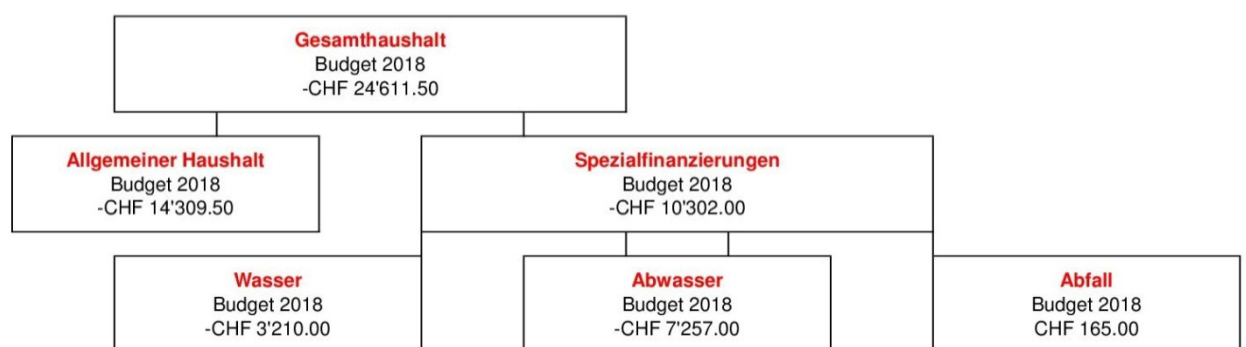 Gesamthaushalt
Budget 2018
-CHF 24'611.50
Allgemeiner Haushalt
Budget 2018
-CHF 14'309.50
Spezialfinanzierungen
Budget 2018
-CHF 10'302.00
Wasser
Budget 2018
-CHF 3'210.00
Abwasser
Budget 2018
-CHF 7'257.00
Abfall
Budget 2018
CHF 165.00